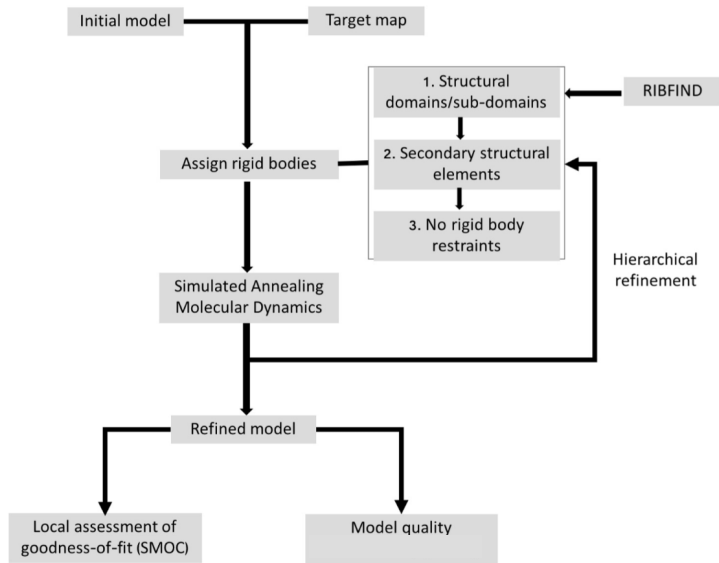 Initial model
Target map
1. Structural
domains/sub-domains
RIBFIND
Assign rigid bodies
2. Secondary structural
elements
3. No rigid body
restraints
Hierarchical
refinement
Simulated Annealing
Molecular Dynamics
Refined model
Local assessment of
goodness-of-fit (SMOC)
Model quality